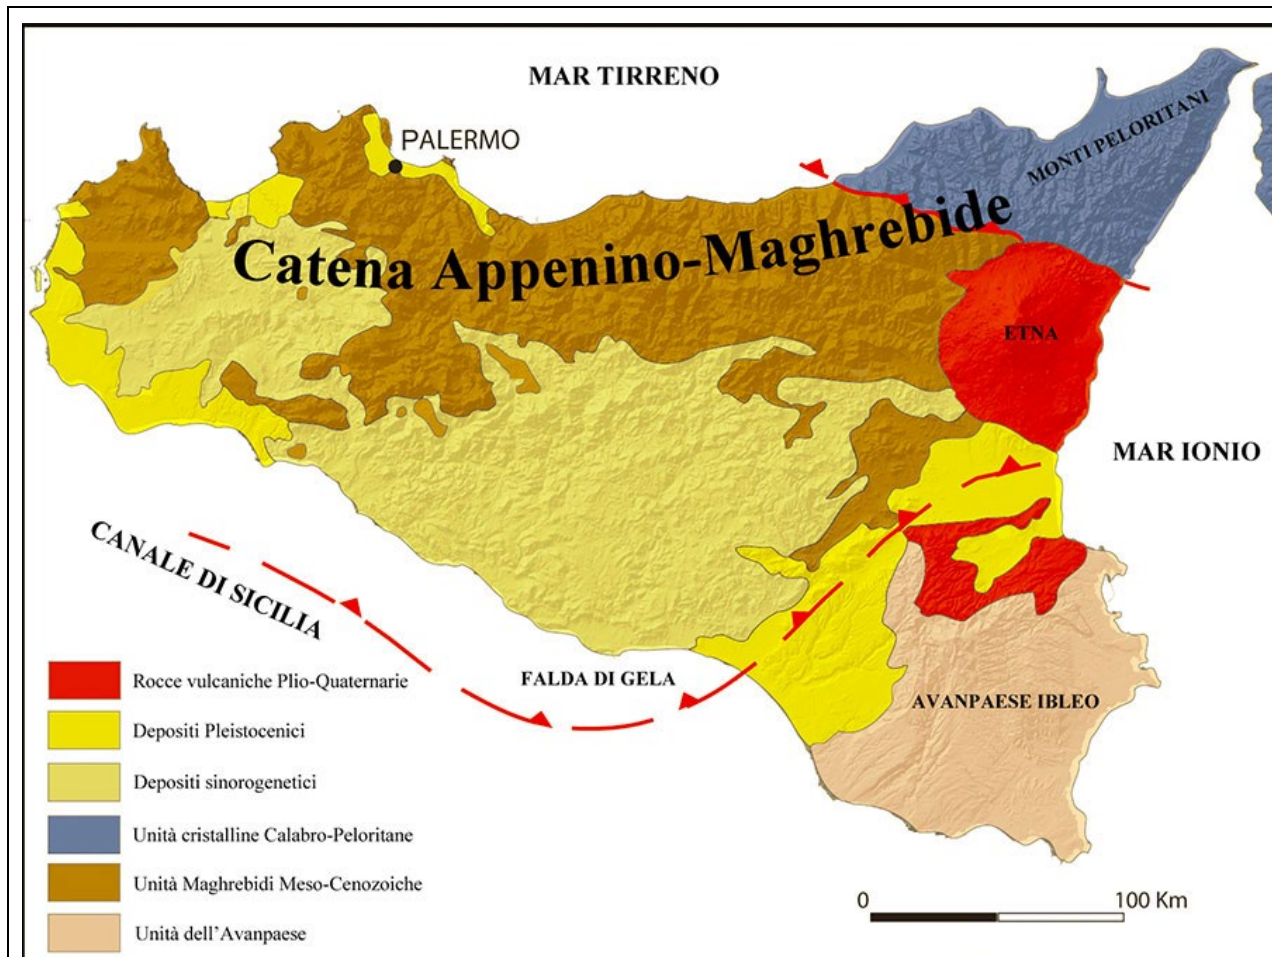 MAR TIRRENO
MONTI PELORITANI
PALERMO
Catena Appenino-Maghrebide
ETNA
MAR IONIO
CANALE DI SICILIA
FALDA DI GELA
AVANPAESE IBLEO
Rocce vulcaniche Plio-Quaternarie
Depositi Pleistocenici
Depositi sinorogenetici
Unità cristalline Calabro-Peloritane
Unità Maghrebidi Meso-Cenozoiche
Unità dell'Avanpaese
0 100 Km